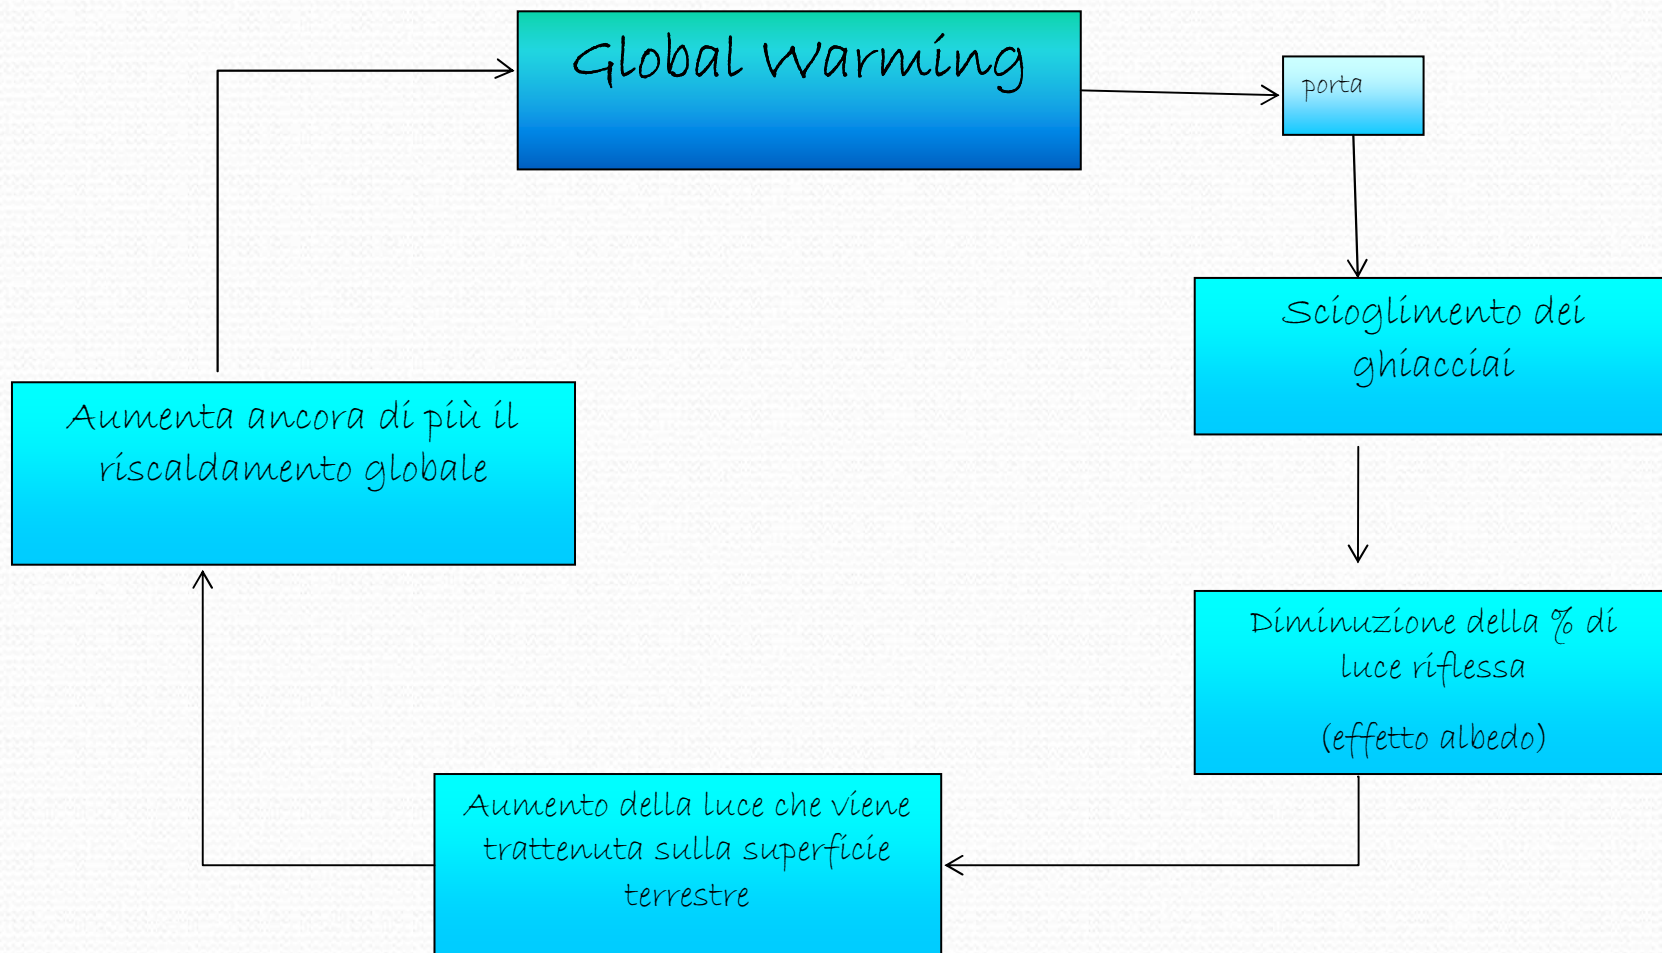 Global Warming
porta
Scioglimento dei
ghiacciai
Diminuzione della % di
luce riflessa
(effetto albedo)
Aumento della luce che viene
trattenuta sulla superficie
terrestre
Aumenta ancora di più il
riscaldamento globale